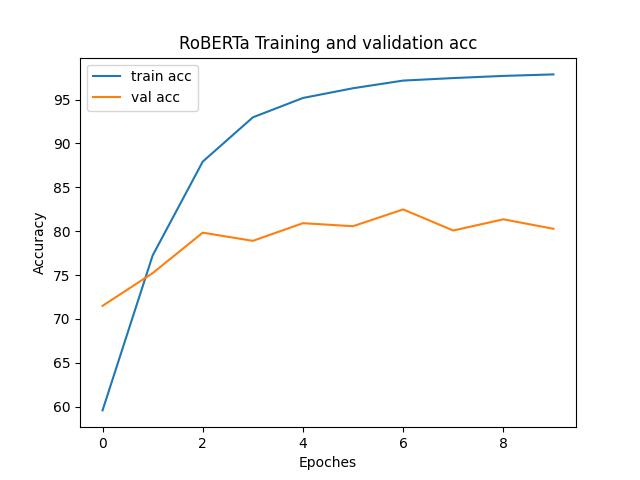 RoBERTa Training and validation acc
train acc
val acc
Accuracy
95
90
85
80
75
70
65
60
0 2 4 6 8
Epoches